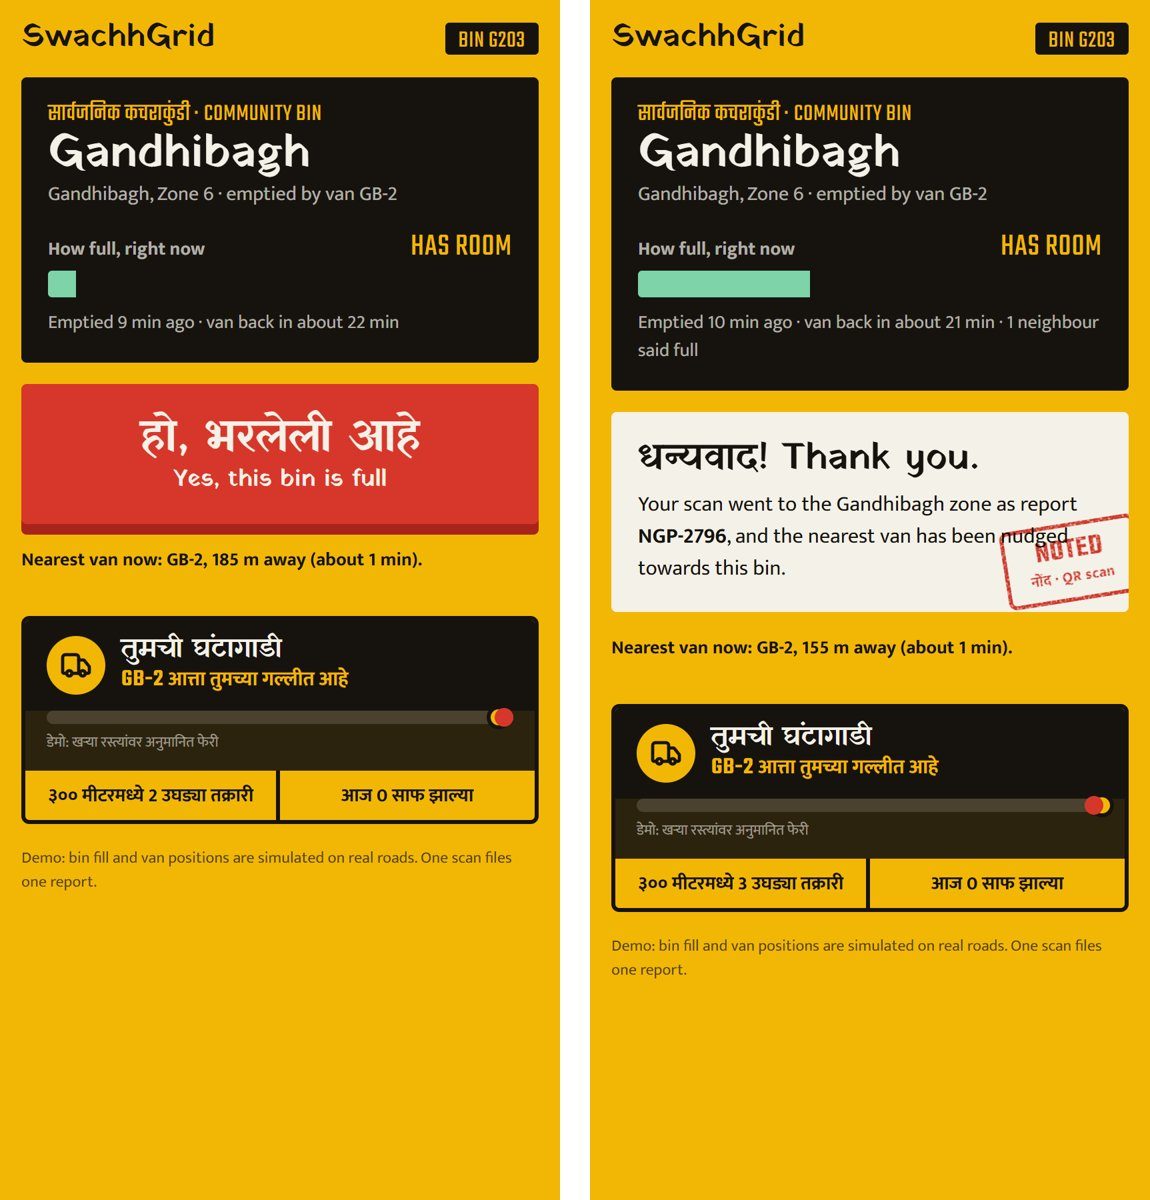 SwachhGrid
BIN G203
सार्वजनिक कचराकुंडी · COMMUNITY BIN
Gandhibagh
Gandhibagh, Zone 6 · emptied by van GB-2
How full, right now
HAS ROOM
Emptied 9 min ago · van back in about 22 min
हो, भरलेली आहे
Yes, this bin is full
Nearest van now: GB-2, 185 m away (about 1 min).
तुमची घंटागाडी
GB-2 आत्ता तुमच्या गल्लीत आहे
डेमो: खऱ्या रस्त्यांवर अनुमानित फेरी
३०० मीटरमध्ये 2 उघड्या तक्रारी
आज 0 साफ झाल्या
Demo: bin fill and van positions are simulated on real roads. One scan files
one report.
SwachhGrid
BIN G203
सार्वजनिक कचराकुंडी · COMMUNITY BIN
Gandhibagh
Gandhibagh, Zone 6 · emptied by van GB-2
How full, right now
HAS ROOM
Emptied 10 min ago · van back in about 21 min · 1 neighbour
said full
धन्यवाद! Thank you.
Your scan went to the Gandhibagh zone as report
NGP-2796, and the nearest van has been nudged
towards this bin.
NOTED
नोंद · QR scan
Nearest van now: GB-2, 155 m away (about 1 min).
तुमची घंटागाडी
GB-2 आत्ता तुमच्या गल्लीत आहे
डेमो: खऱ्या रस्त्यांवर अनुमानित फेरी
३०० मीटरमध्ये 3 उघड्या तक्रारी
आज 0 साफ झाल्या
Demo: bin fill and van positions are simulated on real roads. One scan files
one report.